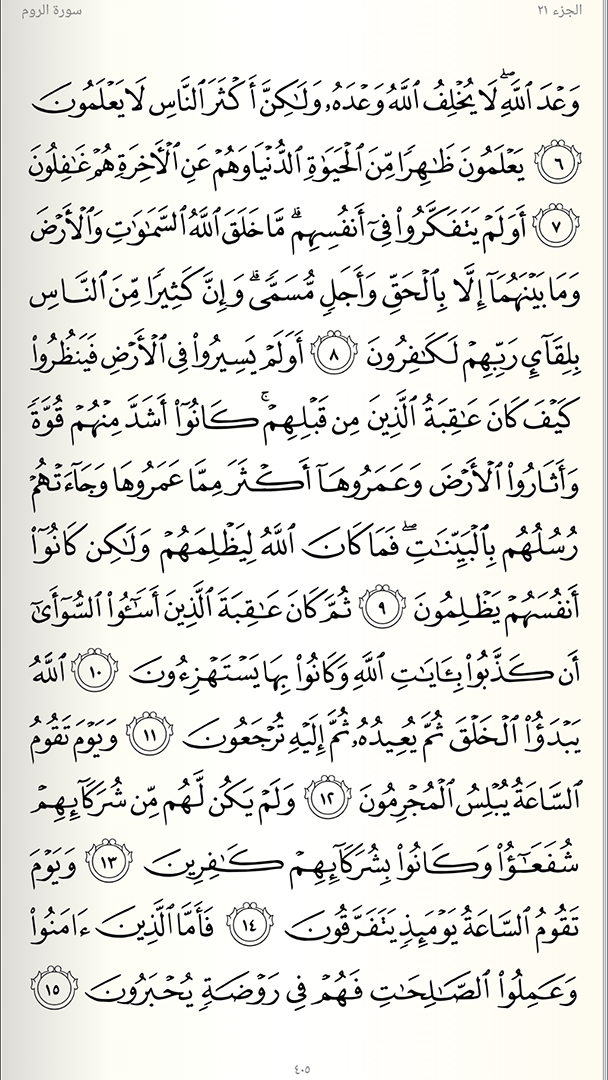 الجزء ٢١
سورة الروم
وَعۡدَ ٱللَّهِۖ لَا يُخۡلِفُ ٱللَّهُ وَعۡدَهُۥ وَلَٰكِنَّ أَكۡثَرَ ٱلنَّاسِ لَا يَعۡلَمُونَ
٦ يَعۡلَمُونَ ظَٰهِرٗا مِّنَ ٱلۡحَيَوٰةِ ٱلدُّنۡيَا وَهُمۡ عَنِ ٱلۡأٓخِرَةِ هُمۡ غَٰفِلُونَ
٧ أَوَلَمۡ يَتَفَكَّرُواْ فِيٓ أَنفُسِهِمۗ مَّا خَلَقَ ٱللَّهُ ٱلسَّمَٰوَٰتِ وَٱلۡأَرۡضَ
وَمَا بَيۡنَهُمَآ إِلَّا بِٱلۡحَقِّ وَأَجَلٖ مُّسَمّٗىۗ وَإِنَّ كَثِيرٗا مِّنَ ٱلنَّاسِ
بِلِقَآيِٕ رَبِّهِمۡ لَكَٰفِرُونَ ٨ أَوَلَمۡ يَسِيرُواْ فِي ٱلۡأَرۡضِ فَيَنظُرُواْ
كَيۡفَ كَانَ عَٰقِبَةُ ٱلَّذِينَ مِن قَبۡلِهِمۡۚ كَانُوٓاْ أَشَدَّ مِنۡهُمۡ قُوَّةٗ
وَأَثَارُواْ ٱلۡأَرۡضَ وَعَمَرُوهَآ أَكۡثَرَ مِمَّا عَمَرُوهَا وَجَآءَتۡهُمۡ
رُسُلُهُم بِٱلۡبَيِّنَٰتِۖ فَمَا كَانَ ٱللَّهُ لِيَظۡلِمَهُمۡ وَلَٰكِن كَانُوٓاْ
أَنفُسَهُمۡ يَظۡلِمُونَ ٩ ثُمَّ كَانَ عَٰقِبَةَ ٱلَّذِينَ أَسَٰٓـُٔواْ ٱلسُّوٓأَىٰٓ
أَن كَذَّبُواْ بِـَٔايَٰتِ ٱللَّهِ وَكَانُواْ بِهَا يَسۡتَهۡزِءُونَ ١٠ ٱللَّهُ
يَبۡدَؤُاْ ٱلۡخَلۡقَ ثُمَّ يُعِيدُهُۥ ثُمَّ إِلَيۡهِ تُرۡجَعُونَ ١١ وَيَوۡمَ تَقُومُ
ٱلسَّاعَةُ يُبۡلِسُ ٱلۡمُجۡرِمُونَ ١٢ وَلَمۡ يَكُن لَّهُم مِّن شُرَكَآئِهِمۡ
شُفَعَٰٓؤُاْ وَكَانُواْ بِشُرَكَآئِهِمۡ كَٰفِرِينَ ١٣ وَيَوۡمَ
تَقُومُ ٱلسَّاعَةُ يَوۡمَئِذٖ يَتَفَرَّقُونَ ١٤ فَأَمَّا ٱلَّذِينَ ءَامَنُواْ
وَعَمِلُواْ ٱلصَّٰلِحَٰتِ فَهُمۡ فِي رَوۡضَةٖ يُحۡبَرُونَ ١٥
٤٠٥